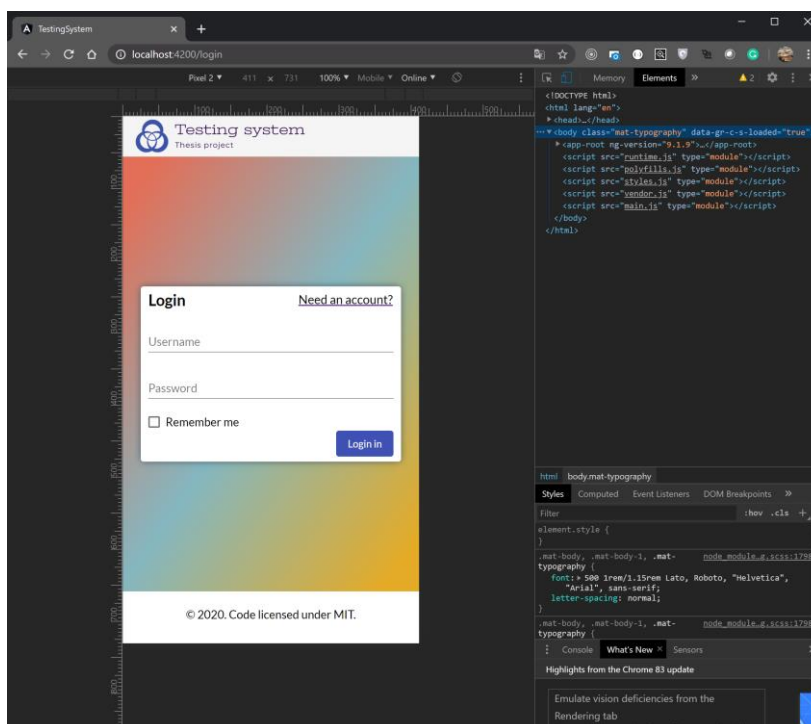 TestingSystem
localhost:4200/login
Pixel 2 ▼ 411 x 731 100% ▼ Mobile ▼ Online ▼
Memory Elements » 2
Testing system
Thesis project
Login Need an account?
Username
Password
Remember me
Login in
© 2020. Code licensed under MIT.
<!DOCTYPE html>
<html lang="en">
<head>…</head>
<body class="mat-typography" data-gr-c-s-loaded="true"
<app-root ng-version="9.1.9">…</app-root>
<script src="runtime.js" type="module"></script>
<script src="polyfills.js" type="module"></script>
<script src="styles.js" type="module"></script>
<script src="vendor.js" type="module"></script>
<script src="main.js" type="module"></script>
</body>
</html>
html body.mat-typography
Styles Computed Event Listeners DOM Breakpoints »
Filter :hov .cls +
element.style {
}
.mat-body, .mat-body-1, .mat- node_module…g.scss:1798
typography {
font: 500 1rem/1.15rem Lato, Roboto, "Helvetica",
"Arial", sans-serif;
letter-spacing: normal;
}
.mat-body, .mat-body-1, .mat- node_module…g.scss:1798
typography {
Console What's New × Sensors
Highlights from the Chrome 83 update
Emulate vision deficiencies from the
Rendering tab